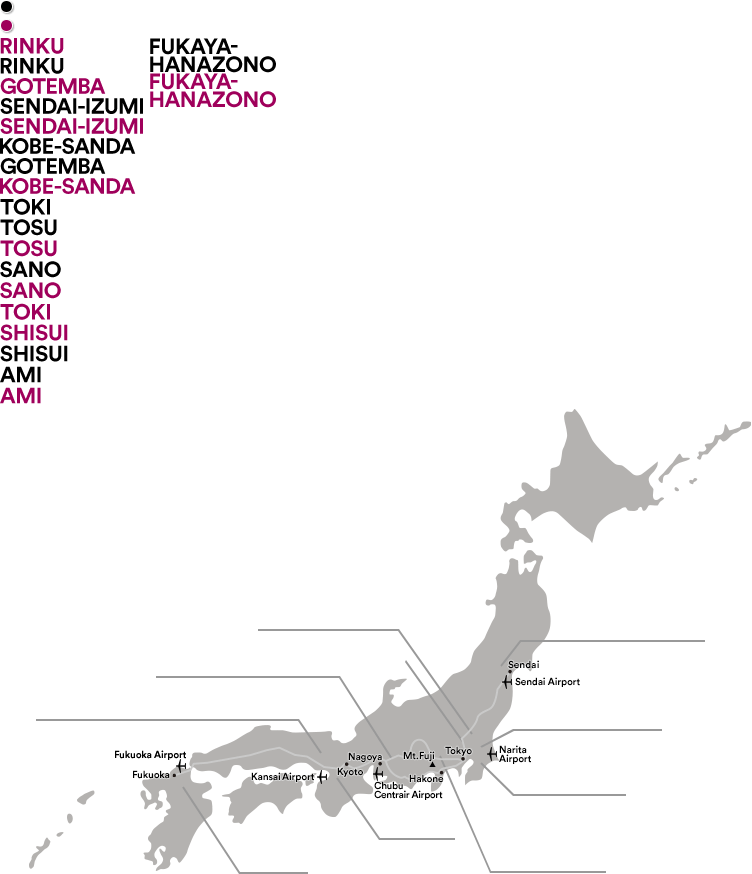 RINKU
RINKU
GOTEMBA
SENDAI-IZUMI
SENDAI-IZUMI
KOBE-SANDA
GOTEMBA
KOBE-SANDA
TOKI
TOSU
TOSU
SANO
SANO
TOKI
SHISUI
SHISUI
AMI
AMI
FUKAYA-
HANAZONO
FUKAYA-
HANAZONO
Sendai
Sendai Airport
Fukuoka Airport
Fukuoka
Kansai Airport
Nagoya
Kyoto
Chubu
Centrair Airport
Mt.Fuji
Hakone
Tokyo
Narita
Airport